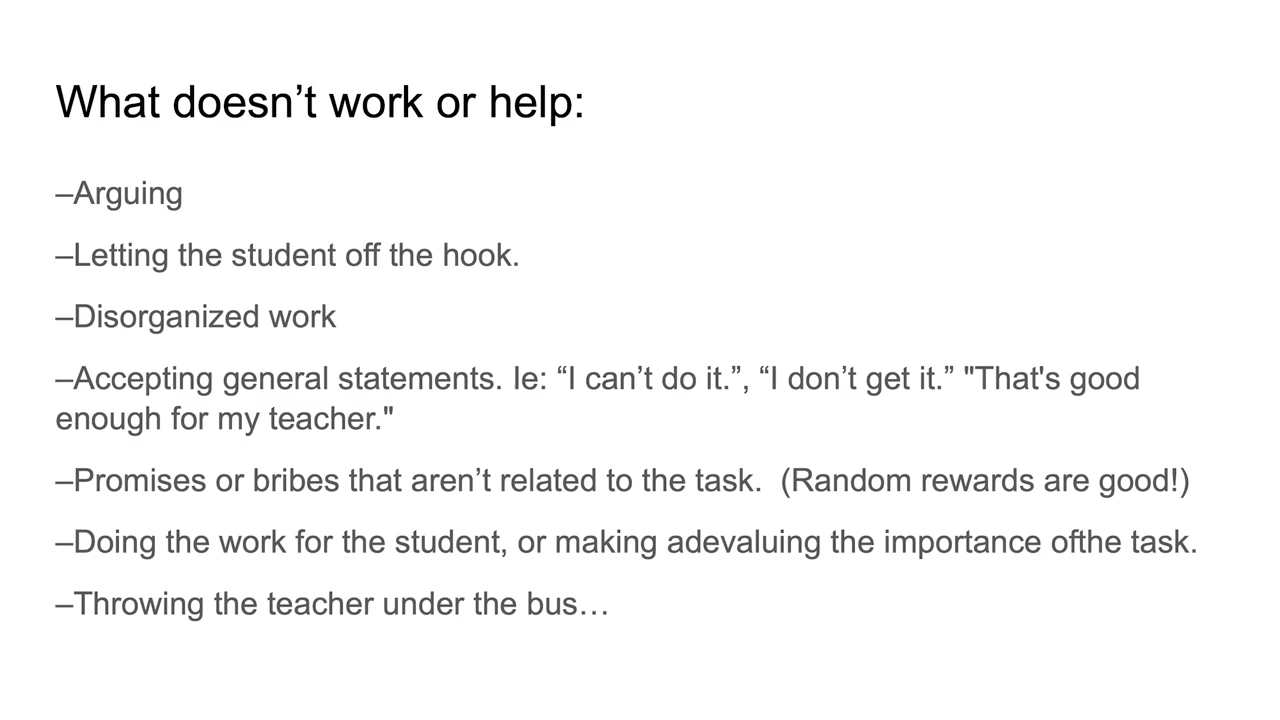 What doesn’t work or help:
–Arguing
–Letting the student off the hook.
–Disorganized work
–Accepting general statements. Ie: “I can’t do it.”, “I don’t get it.” "That's good
enough for my teacher."
–Promises or bribes that aren’t related to the task.  (Random rewards are good!)
–Doing the work for the student, or making adevaluing the importance ofthe task.
–Throwing the teacher under the bus…